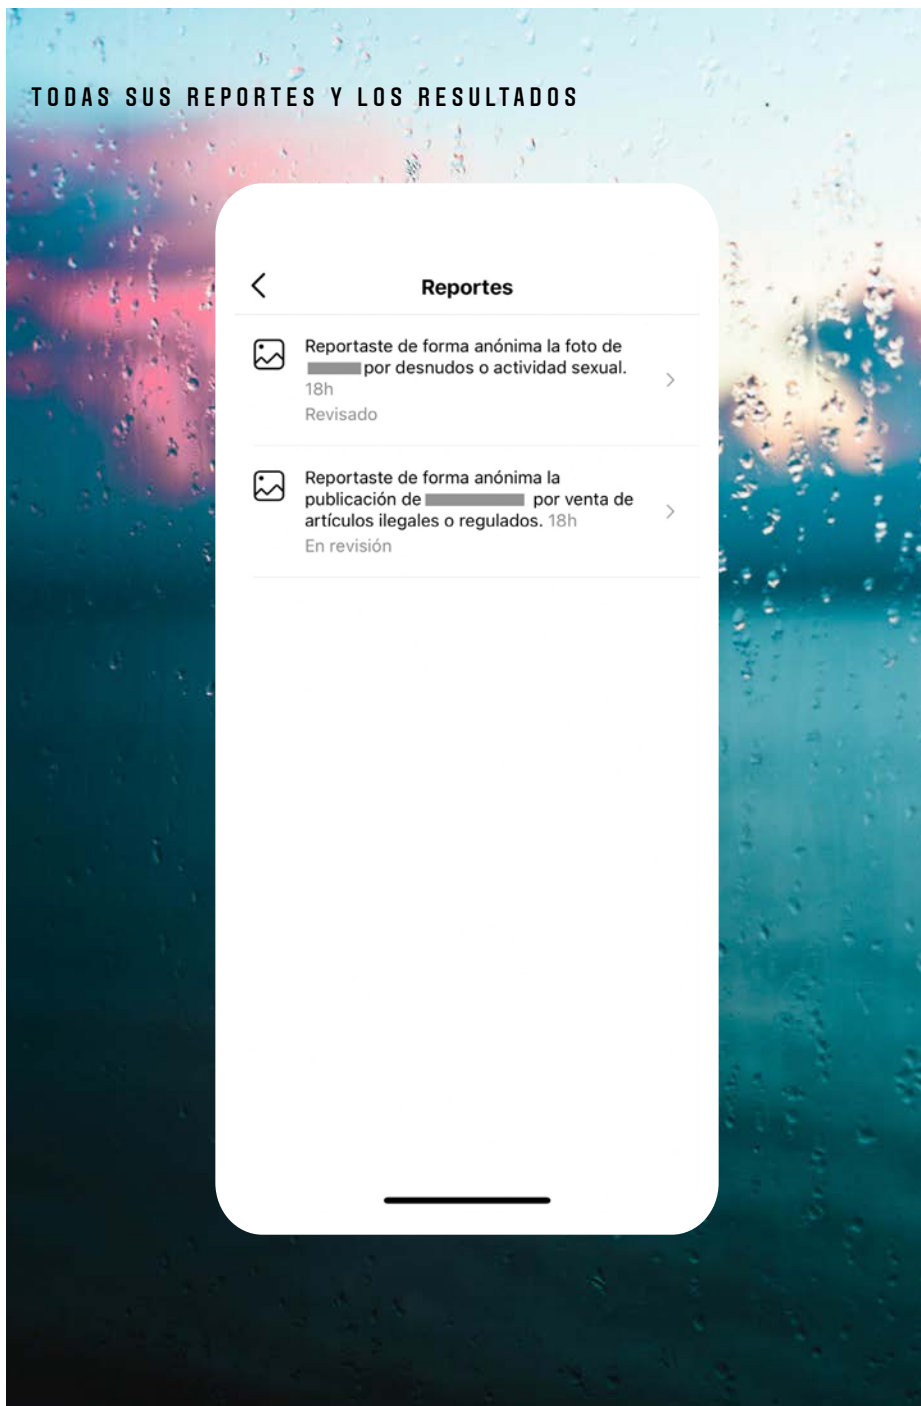 TODAS SUS REPORTES Y LOS RESULTADOS
Reportes
Reportaste de forma anónima la foto de
por desnudos o actividad sexual.
18h
Revisado
Reportaste de forma anónima la
publicación de por venta de
artículos ilegales o regulados. 18h
En revisión